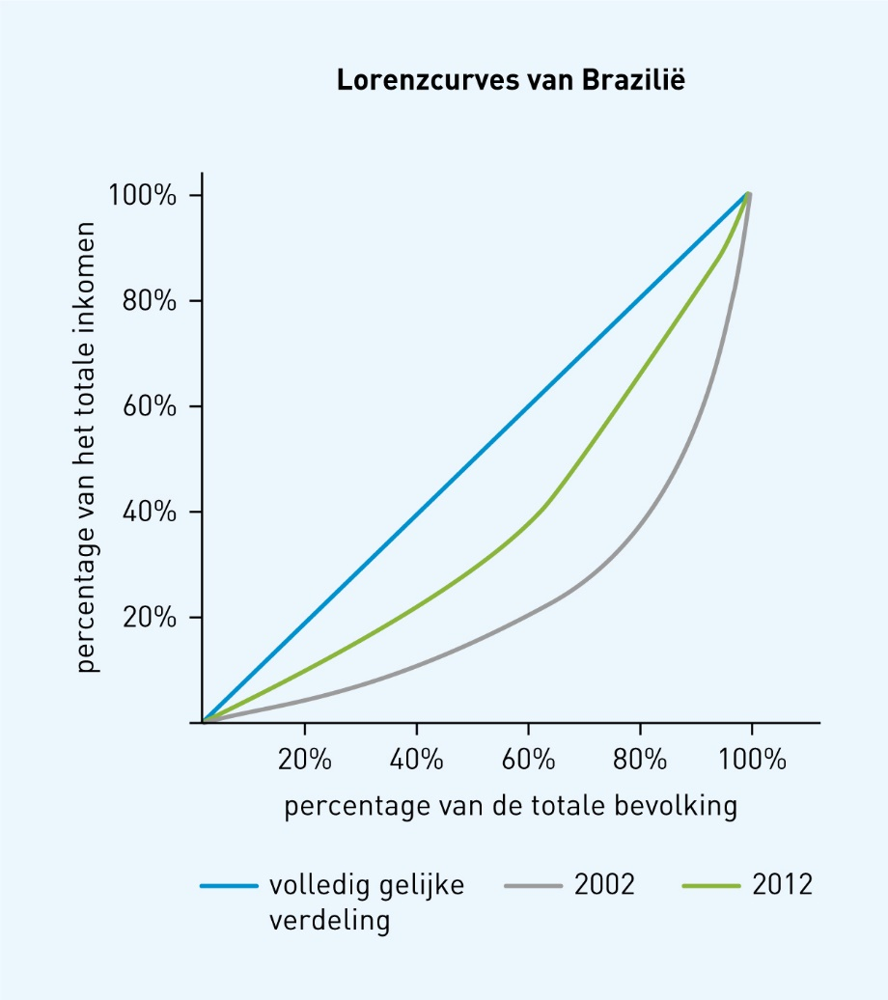 Lorenzcurves van Brazilië
percentage van het totale inkomen
100%
80%
60%
40%
20%
20% 40% 60% 80% 100%
percentage van de totale bevolking
volledig gelijke 2002 2012
verdeling